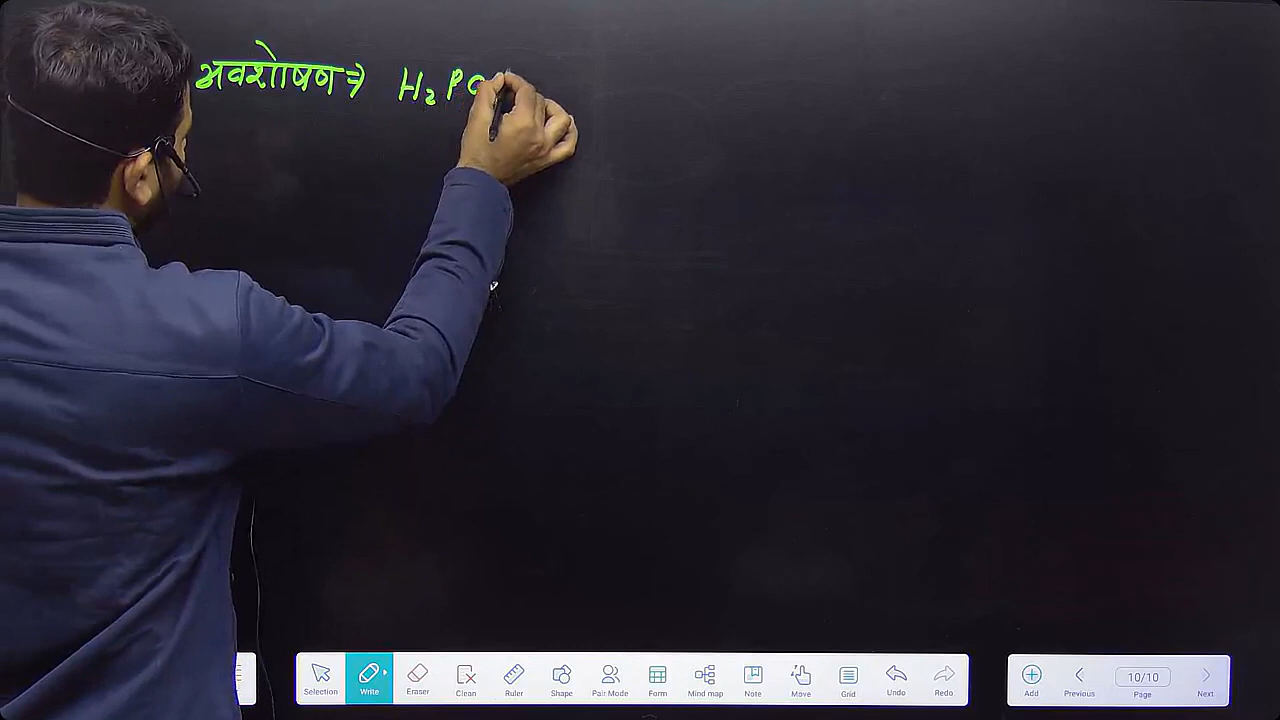 अवशोषण ⇒ H₂PO
Selection Write Eraser Clean Ruler Shape Pair Mode Form Mind map Note Move Grid Undo Redo
Add Previous 10/10 Page Next